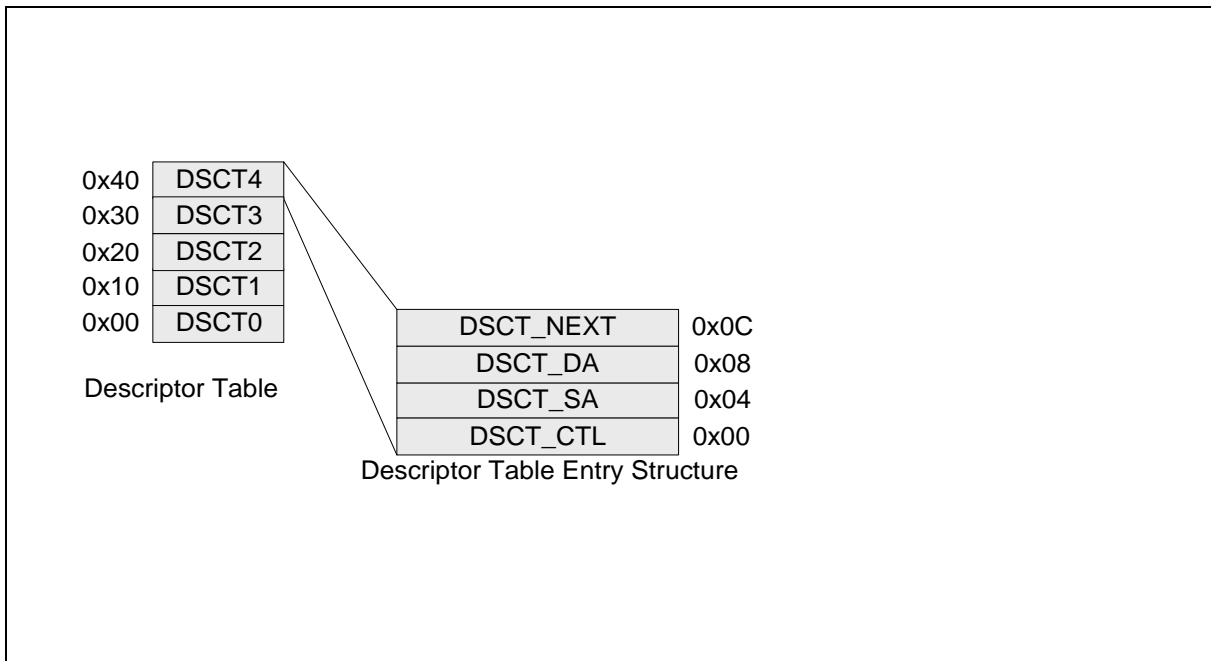 0x40 DSCT4
0x30 DSCT3
0x20 DSCT2
0x10 DSCT1
0x00 DSCT0
Descriptor Table
DSCT_NEXT 0x0C
DSCT_DA 0x08
DSCT_SA 0x04
DSCT_CTL 0x00
Descriptor Table Entry Structure